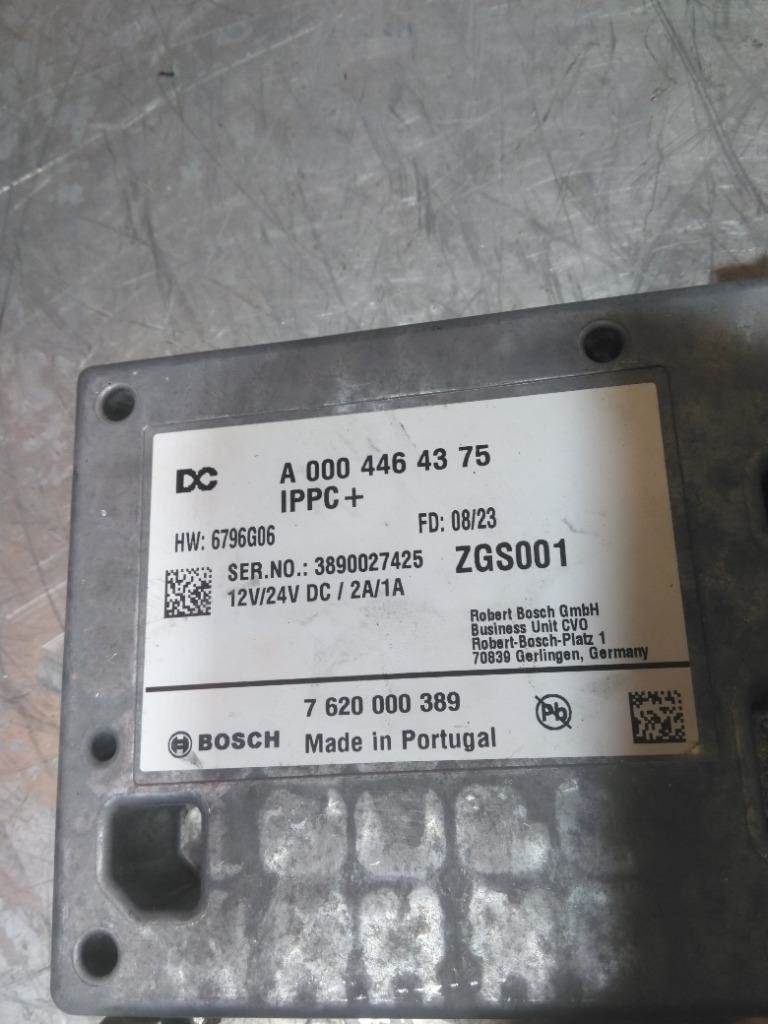 DC A 000 446 43 75
IPPC+
HW: 6796G06 FD: 08/23
SER.NO.: 3890027425 ZGS001
12V/24V DC / 2A/1A
Robert Bosch GmbH
Business Unit CVO
Robert-Bosch-Platz 1
70839 Gerlingen, Germany
7 620 000 389
Pb
BOSCH Made in Portugal